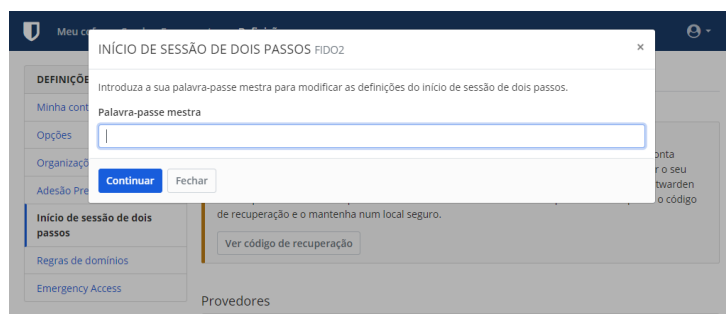 Meu
INÍCIO DE SESSÃO DE DOIS PASSOS FIDO2 ×
DEFINIÇÕE
Introduza a sua palavra-passe mestra para modificar as definições do início de sessão de dois passos.
Minha cont
Palavra-passe mestra
Opções
Organizaçõ
onta
r o seu
Adesão Pre
Continuar Fechar
twarden
o código
Início de sessão de dois
passos
de recuperação e o mantenha num local seguro.
Ver código de recuperação
Regras de domínios
Emergency Access
Provedores